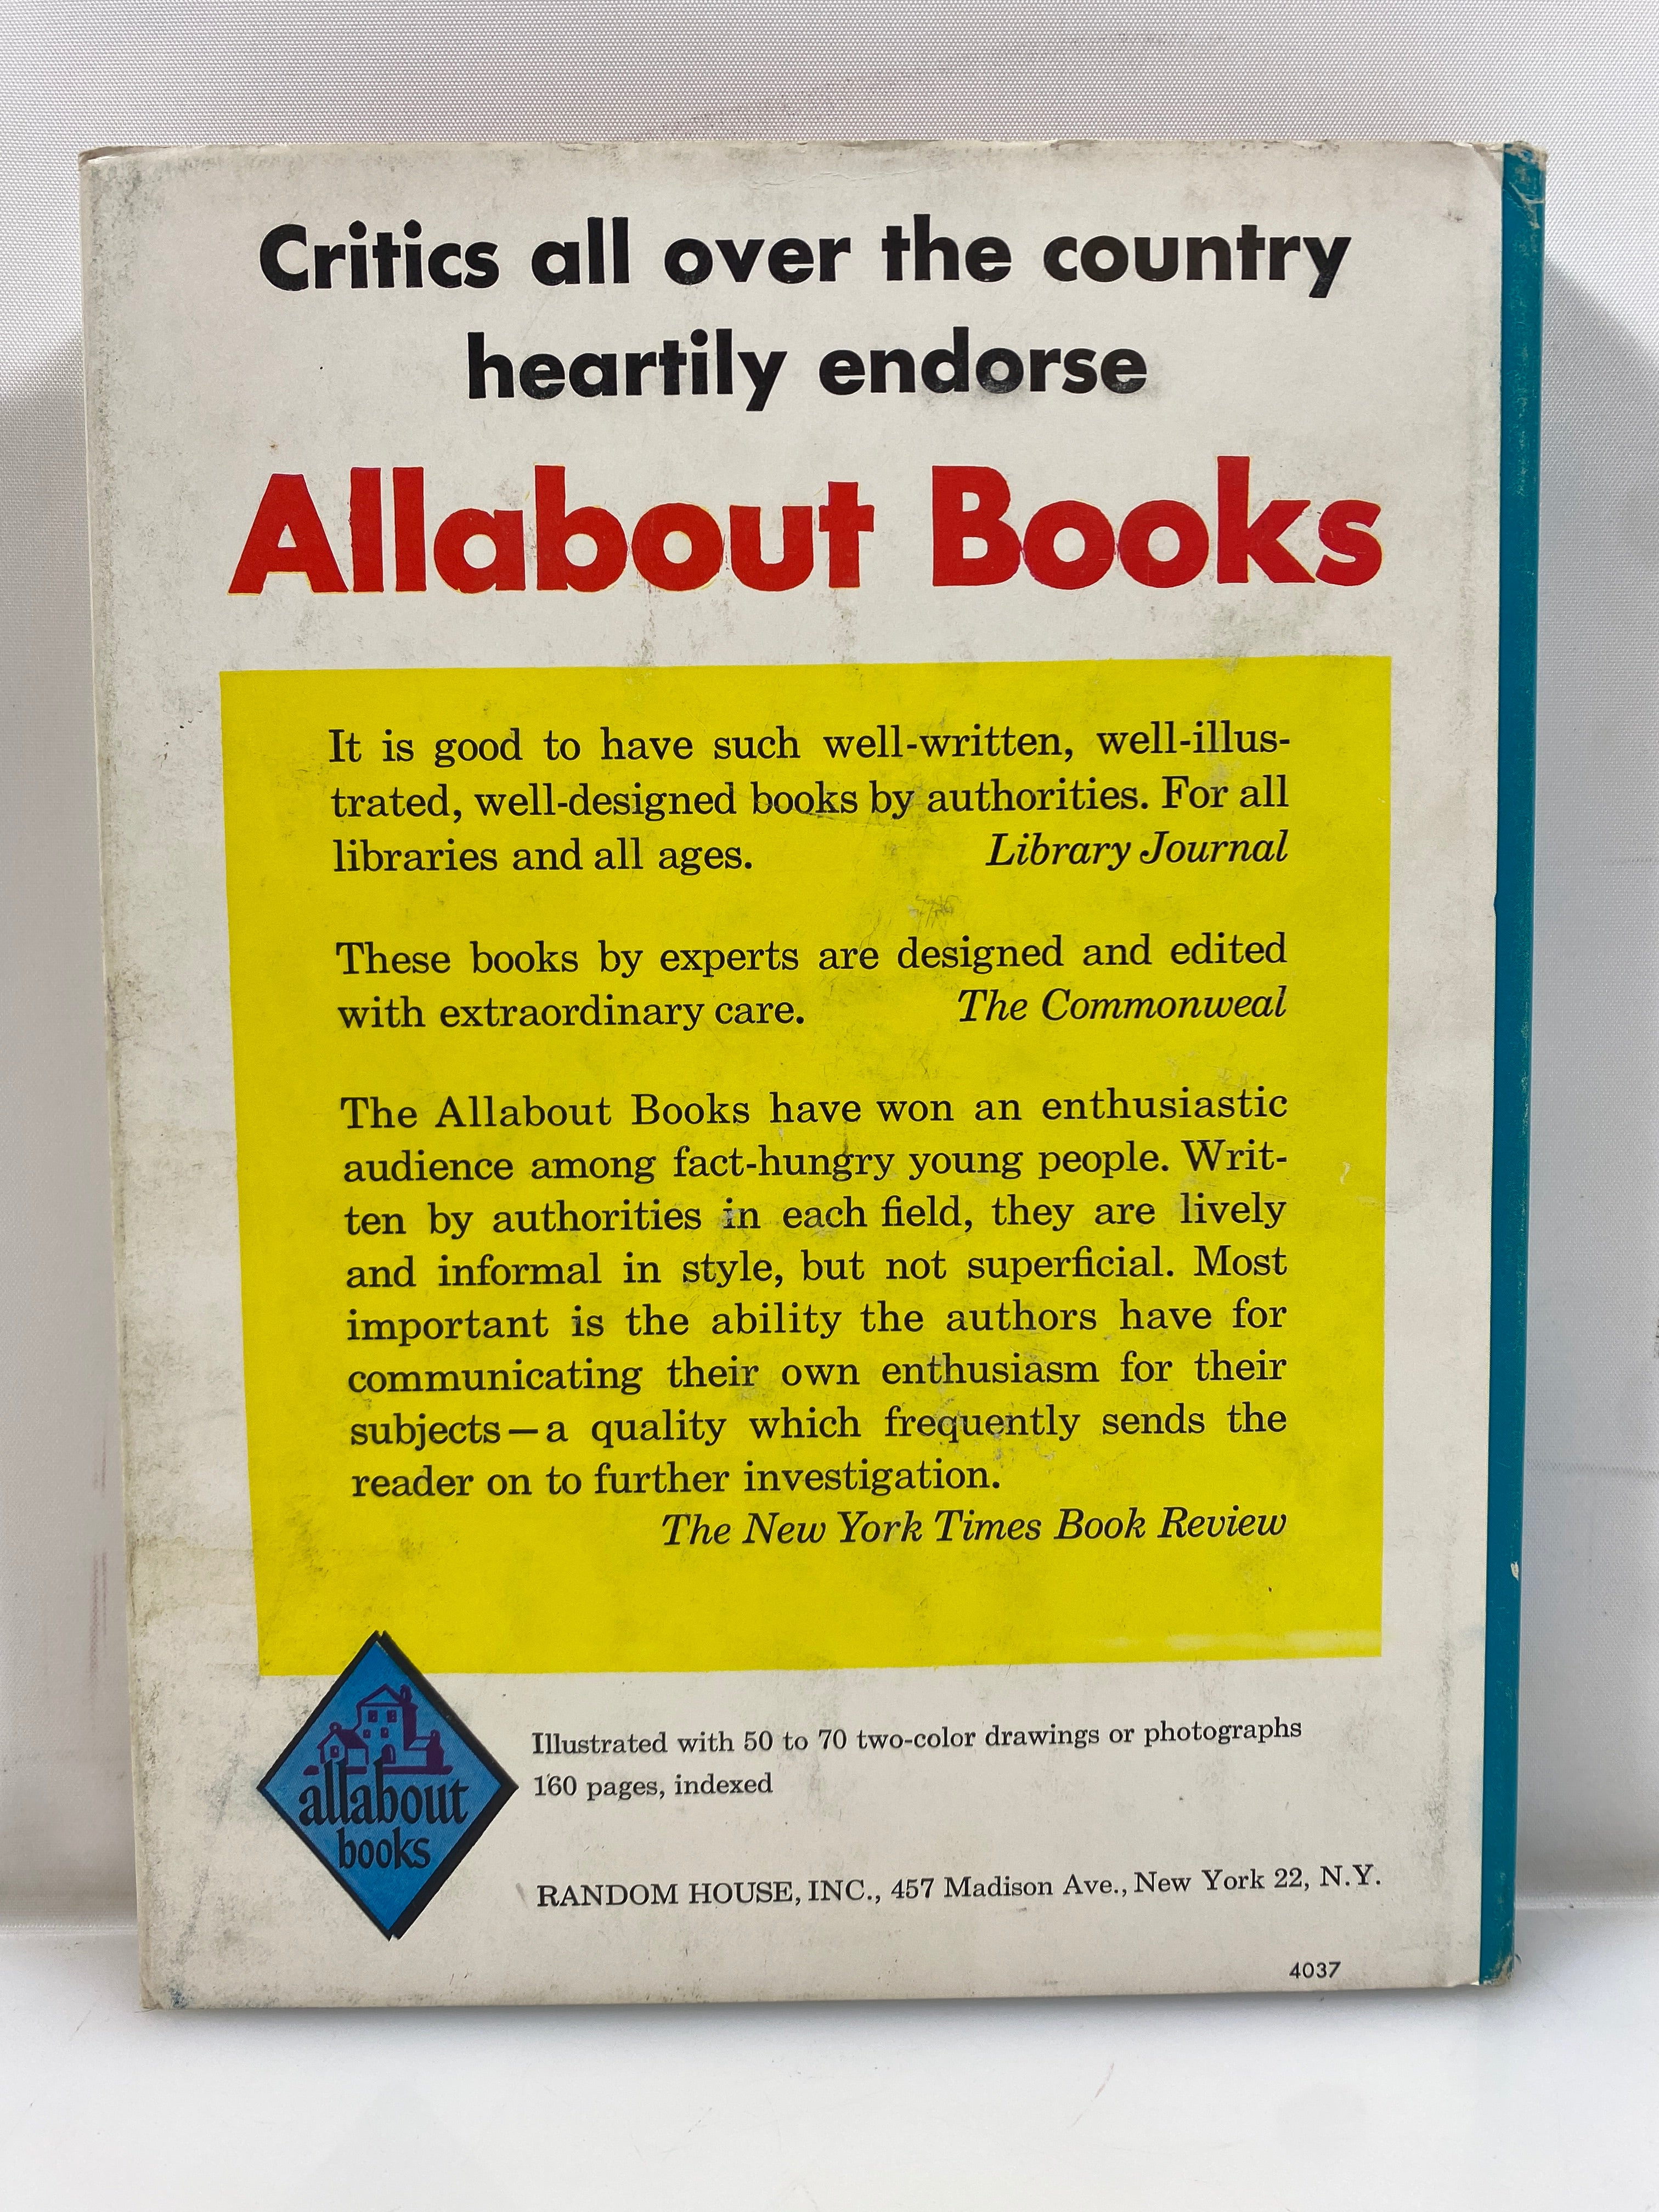 Critics all over the country
heartily endorse
Allabout Books
It is good to have such well-written, well-illus-
trated, well-designed books by authorities. For all
libraries and all ages. Library Journal
These books by experts are designed and edited
with extraordinary care. The Commonweal
The Allabout Books have won an enthusiastic
audience among fact-hungry young people. Writ-
ten by authorities in each field, they are lively
and informal in style, but not superficial. Most
important is the ability the authors have for
communicating their own enthusiasm for their
subjects—a quality which frequently sends the
reader on to further investigation.
The New York Times Book Review
allabout
books
Illustrated with 50 to 70 two-color drawings or photographs
160 pages, indexed
RANDOM HOUSE, INC., 457 Madison Ave., New York 22, N.Y.
4037